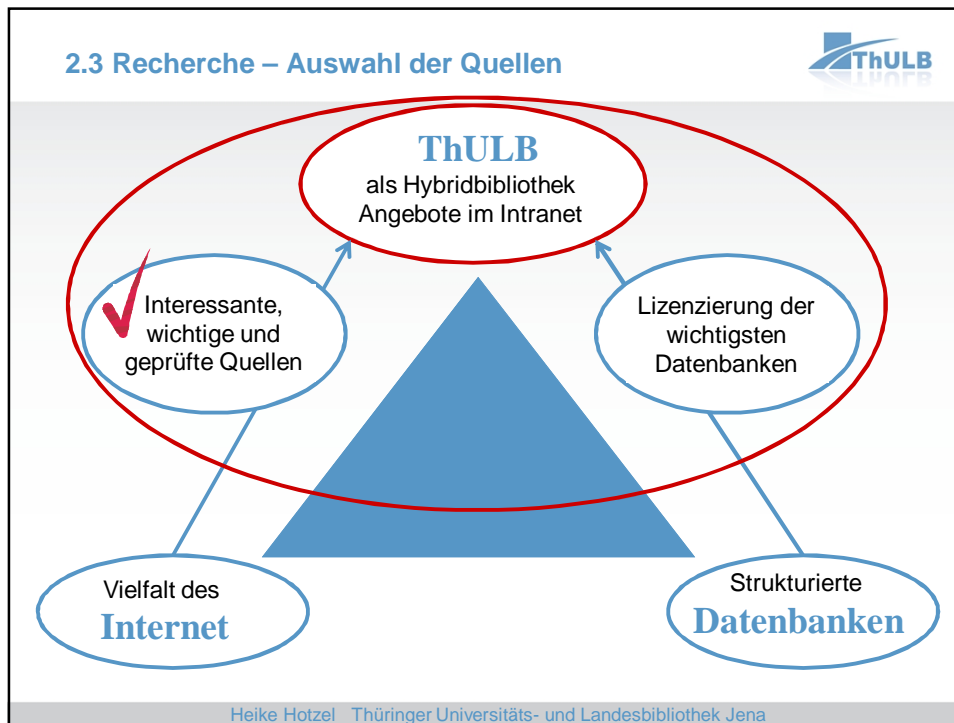 2.3 Recherche – Auswahl der Quellen
ThULB
ThULB
als Hybridbibliothek
Angebote im Intranet
Interessante,
wichtige und
geprüfte Quellen
Lizenzierung der
wichtigsten
Datenbanken
Vielfalt des
Internet
Strukturierte
Datenbanken
Heike Hotzel Thüringer Universitäts- und Landesbibliothek Jena